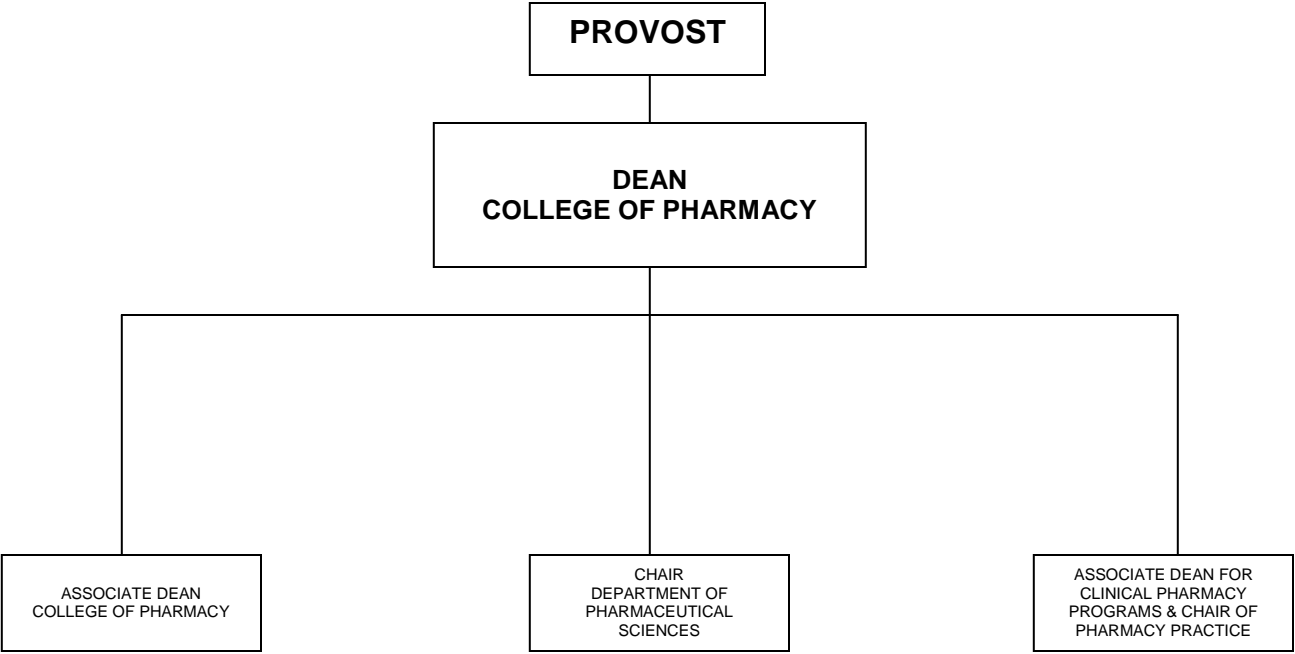 PROVOST
DEAN
COLLEGE OF PHARMACY
ASSOCIATE DEAN
COLLEGE OF PHARMACY
CHAIR
DEPARTMENT OF
PHARMACEUTICAL
SCIENCES
ASSOCIATE DEAN FOR
CLINICAL PHARMACY
PROGRAMS & CHAIR OF
PHARMACY PRACTICE